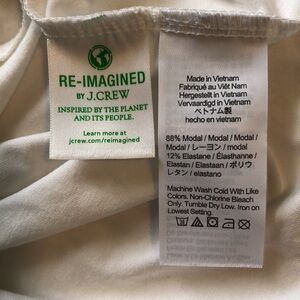 RE-IMAGINED
BY J.CREW
INSPIRED BY THE PLANET
AND ITS PEOPLE.
Learn more at
jcrew.com/reimagined
Made in Vietnam
Fabriqué au Viêt Nam
Hergestellt in Vietnam
Vervaardigd in Vietnam
ベトナム製
hecho en Vietnam
88% Modal / Modal / Modal
Modal / レーヨン / modal
12% Elastane / Élasthanne /
Elastan / Elastaan / ポリウ
レタン / elastano
Machine Wash Cold With Like
Colors. Non-Chlorine Bleach
Only. Tumble Dry Low. Iron on
Lowest Setting.